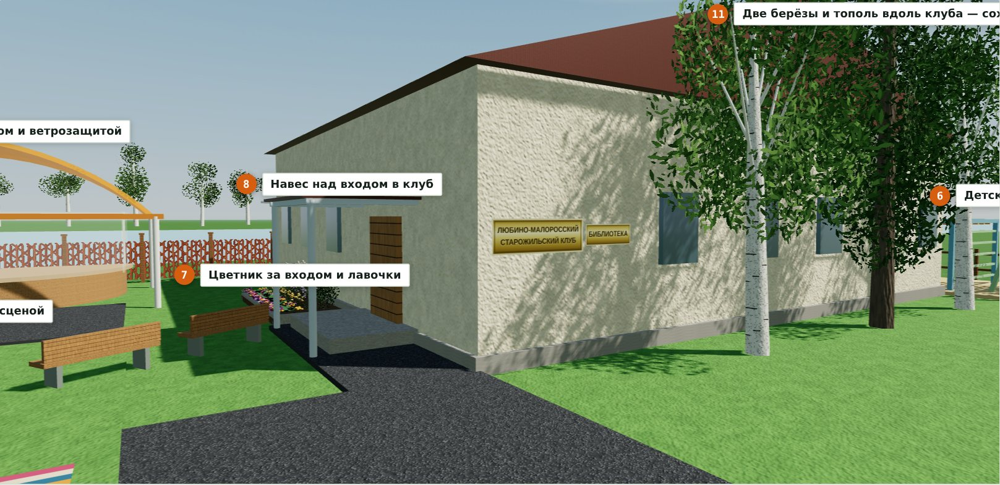 11 Две берёзы и тополь вдоль клуба — со
ом и ветрозащитой
8 Навес над входом в клуб
6 Детск
ЛЮБИНО-МАЛОРОССКИЙ
СТАРОЖИЛЬСКИЙ КЛУБ
БИБЛИОТЕКА
7 Цветник за входом и лавочки
сценой